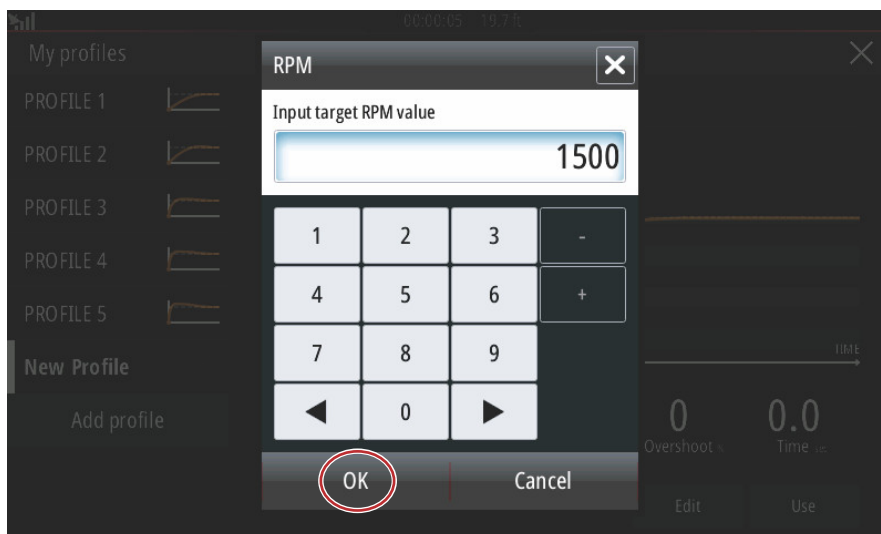 00:00:05 19.7 ft
My profiles
PROFILE 1
PROFILE 2
PROFILE 3
PROFILE 4
PROFILE 5
New Profile
Add profile
RPM
Input target RPM value
1500
1 2 3 -
4 5 6 +
7 8 9
0
OK Cancel
TIME
0 0.0
Overshoot % Time
Edit Use